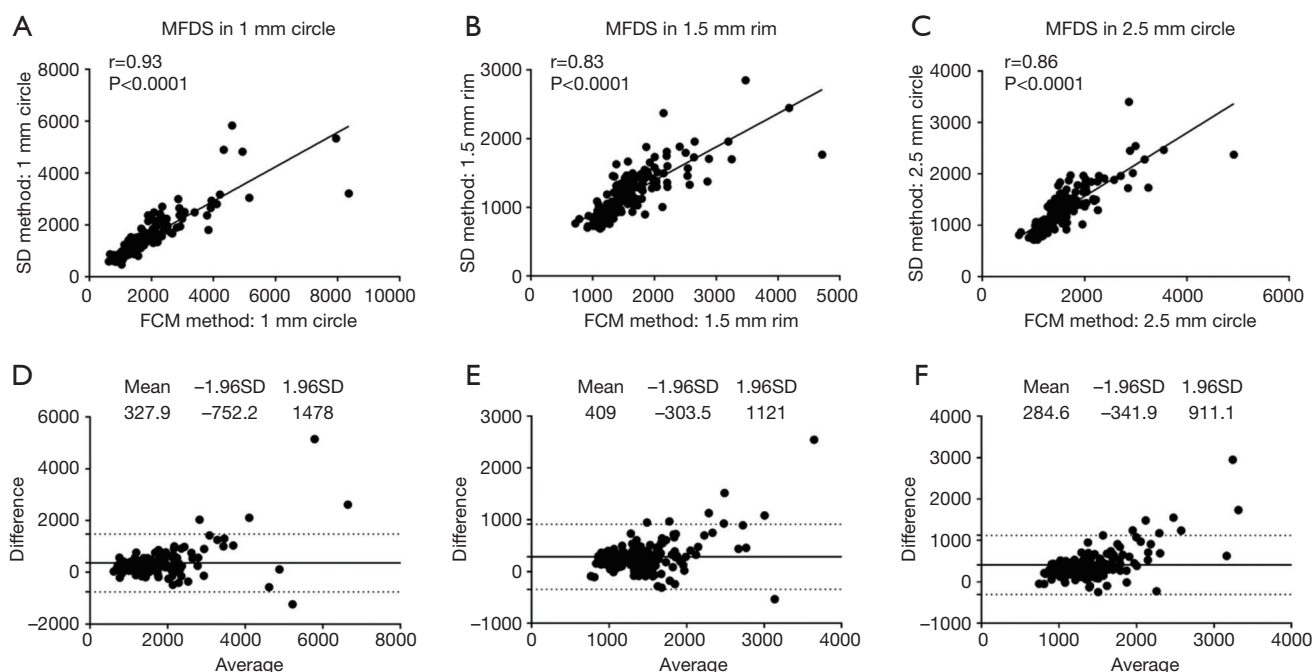 A
MFDS in 1 mm circle
r=0.93
P<0.0001
SD method: 1 mm circle
8000
6000
4000
2000
0
0 2000 4000 6000 8000 10000
FCM method: 1 mm circle
B
MFDS in 1.5 mm rim
r=0.83
P<0.0001
SD method: 1.5 mm rim
3000
2000
1000
0
0 1000 2000 3000 4000 5000
FCM method: 1.5 mm rim
C
MFDS in 2.5 mm circle
r=0.86
P<0.0001
SD method: 2.5 mm circle
4000
3000
2000
1000
0
0 2000 4000 6000
FCM method: 2.5 mm circle
D
Mean −1.96SD 1.96SD
327.9 −752.2 1478
Difference
6000
4000
2000
0
−2000
0 2000 4000 6000 8000
Average
E
Mean −1.96SD 1.96SD
409 −303.5 1121
Difference
3000
2000
1000
0
−1000
0 1000 2000 3000 4000
Average
F
Mean −1.96SD 1.96SD
284.6 −341.9 911.1
Difference
4000
3000
2000
1000
0
−1000
0 1000 2000 3000 4000
Average